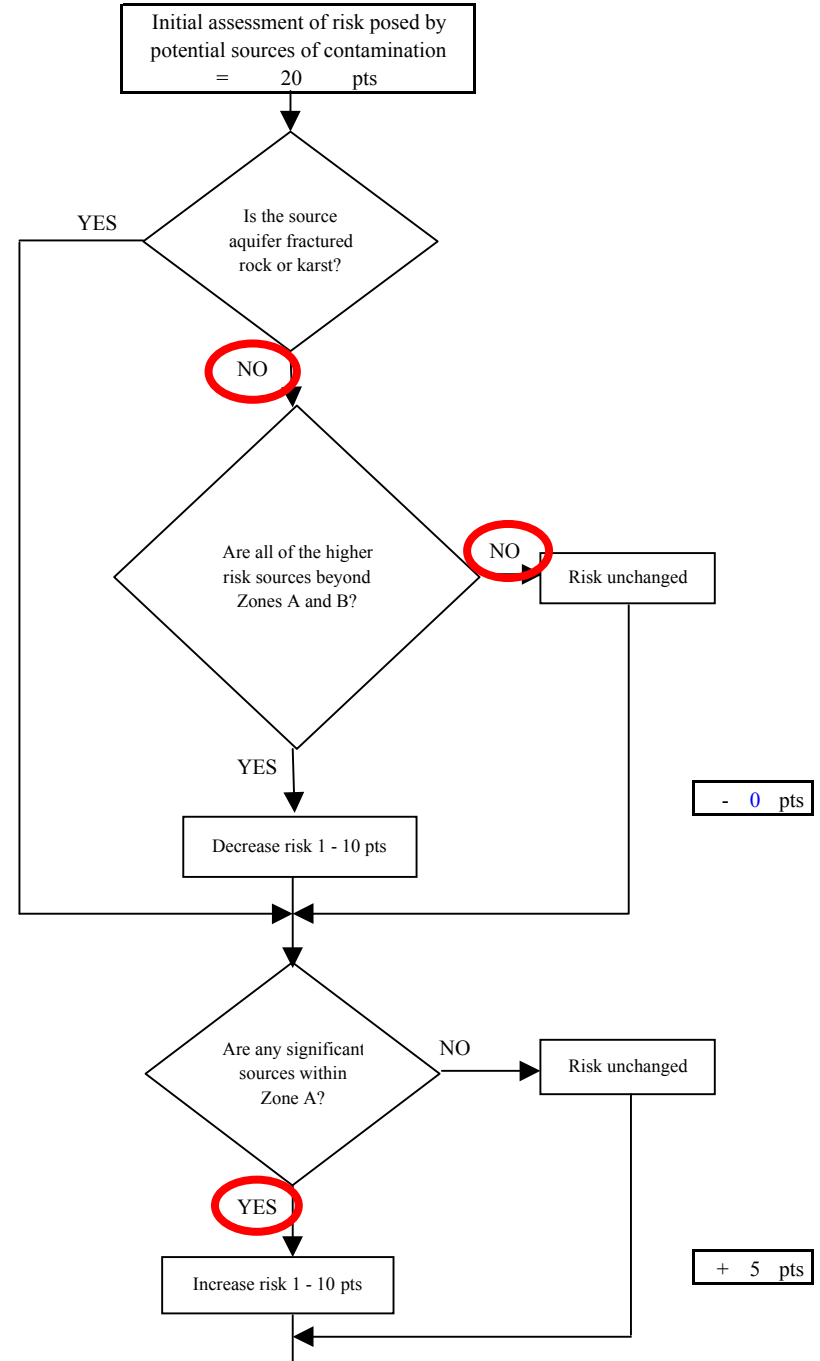 Initial assessment of risk posed by
potential sources of contamination
= 20 pts
YES
Is the source
aquifer fractured
rock or karst?
NO
Are all of the higher
risk sources beyond
Zones A and B?
NO
Risk unchanged
YES
- 0 pts
Decrease risk 1 - 10 pts
Are any significant
sources within
Zone A?
NO
Risk unchanged
YES
+ 5 pts
Increase risk 1 - 10 pts